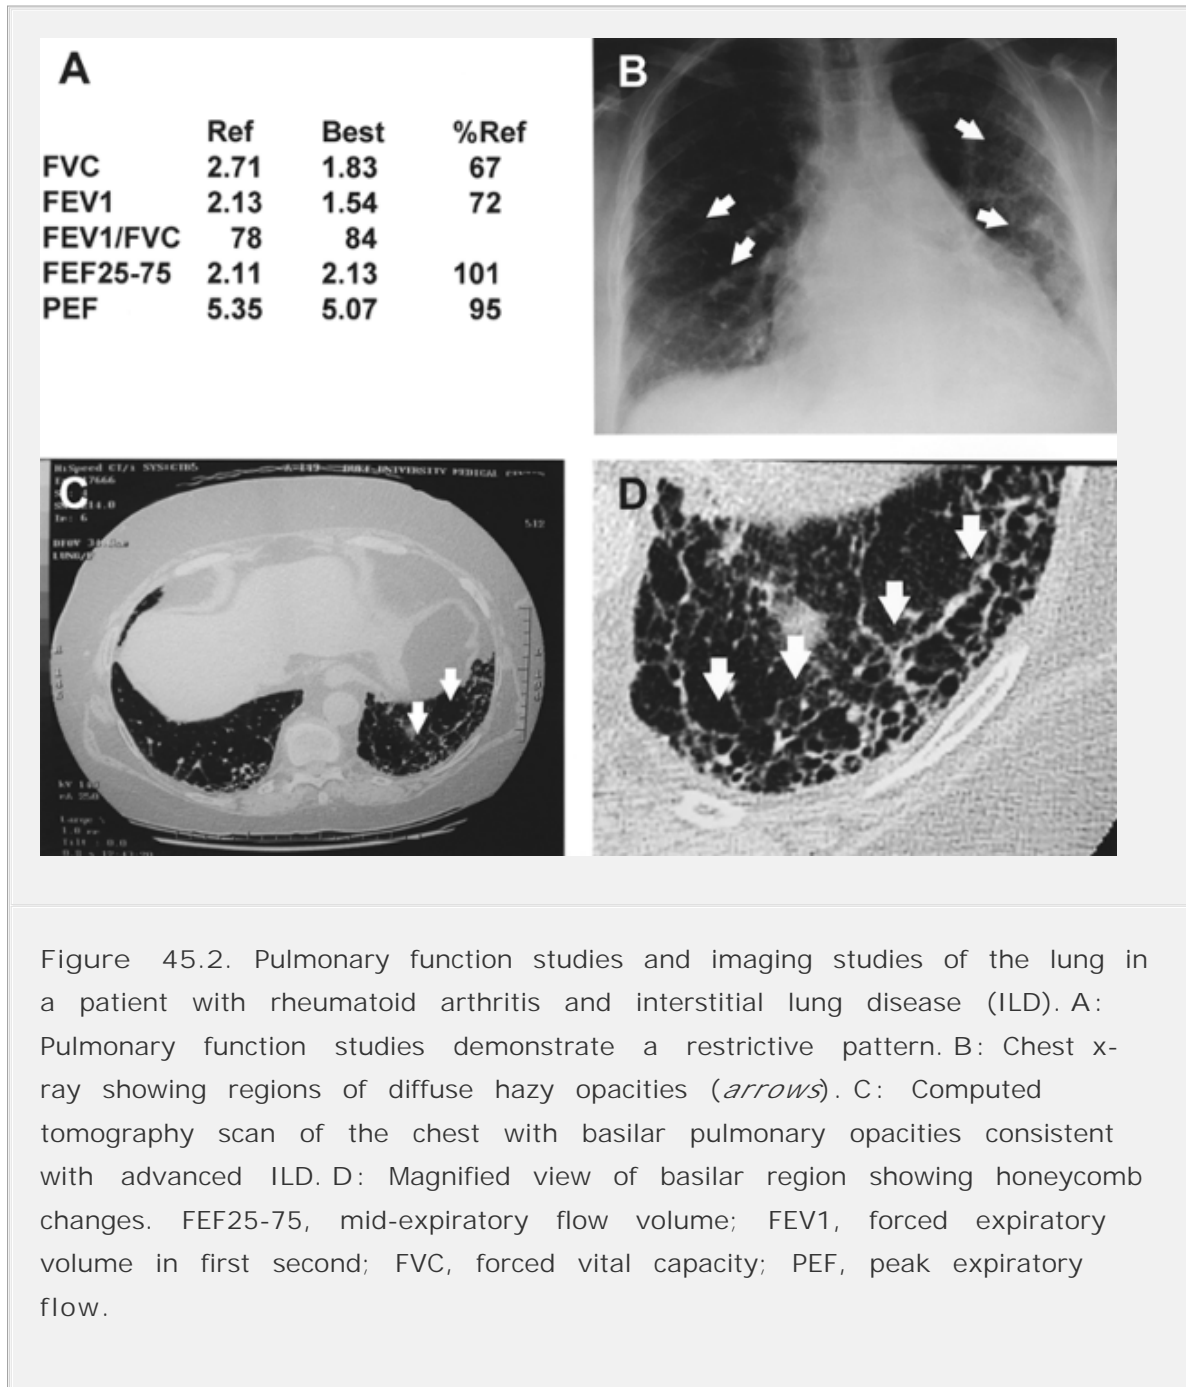 A
Ref Best %Ref
FVC 2.71 1.83 67
FEV1 2.13 1.54 72
FEV1/FVC 78 84
FEF25-75 2.11 2.13 101
PEF 5.35 5.07 95
B
C
512
D
Figure 45.2. Pulmonary function studies and imaging studies of the lung in
a patient with rheumatoid arthritis and interstitial lung disease (ILD). A:
Pulmonary function studies demonstrate a restrictive pattern. B: Chest x-
ray showing regions of diffuse hazy opacities (arrows). C: Computed
tomography scan of the chest with basilar pulmonary opacities consistent
with advanced ILD. D: Magnified view of basilar region showing honeycomb
changes. FEF25-75, mid-expiratory flow volume; FEV1, forced expiratory
volume in first second; FVC, forced vital capacity; PEF, peak expiratory
flow.